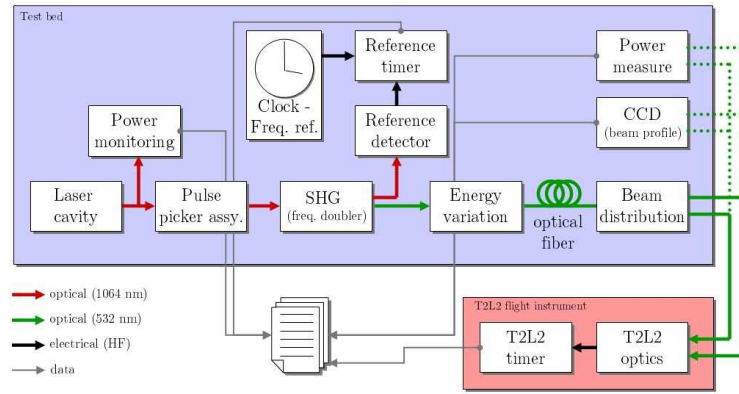 Test bed
Reference
timer
Clock -
Freq. ref.
Power
measure
CCD
(beam profile)
Power
monitoring
Reference
detector
Laser
cavity
Pulse
picker assy.
SHG
(freq. doubler)
Energy
variation
optical
fiber
Beam
distribution
optical (1064 nm)
optical (532 nm)
electrical (HF)
data
T2L2 flight instrument
T2L2
timer
T2L2
optics